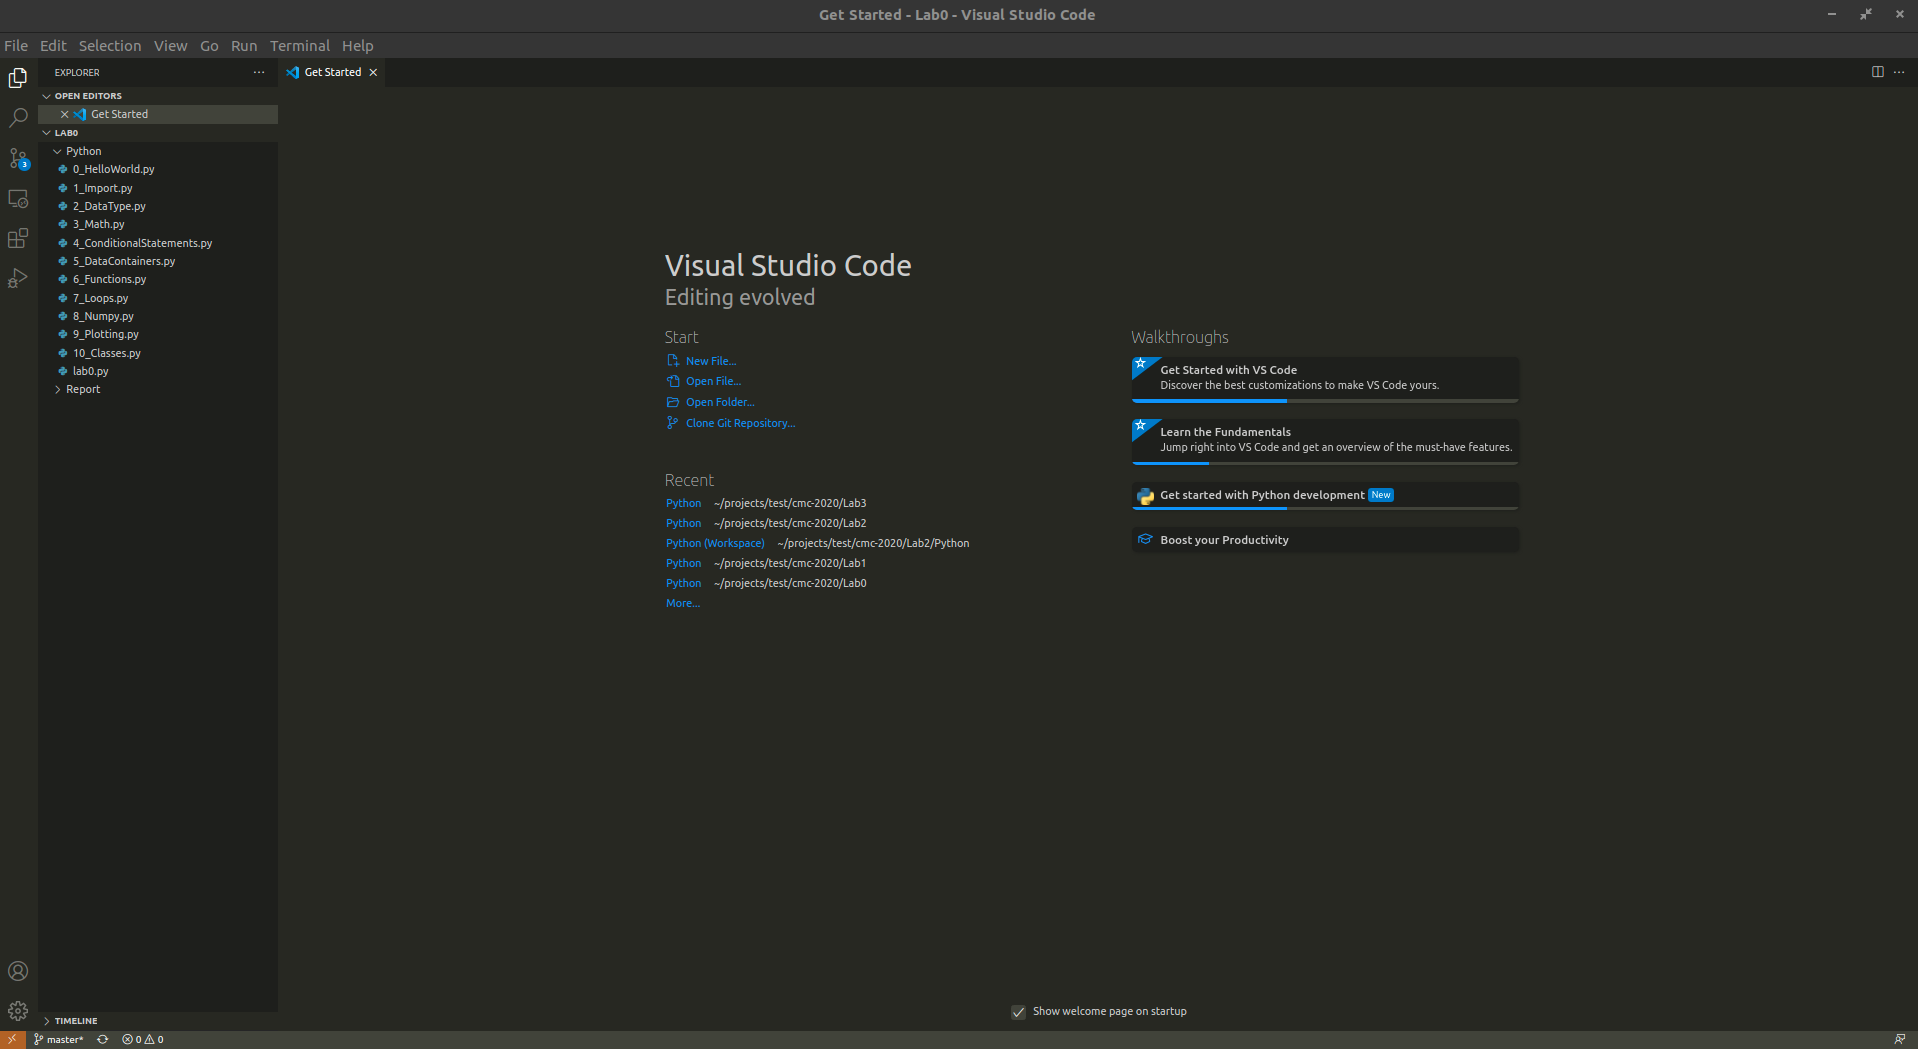 Get Started - Lab0 - Visual Studio Code
File Edit Selection View Go Run Terminal Help
EXPLORER
Get Started
OPEN EDITORS
Get Started
LAB0
Python
0_HelloWorld.py
1_Import.py
2_DataType.py
3_Math.py
4_ConditionalStatements.py
5_DataContainers.py
6_Functions.py
7_Loops.py
8_Numpy.py
9_Plotting.py
10_Classes.py
lab0.py
Report
3
Visual Studio Code
Editing evolved
Start
New File...
Open File...
Open Folder...
Clone Git Repository...
Recent
Python ~/projects/test/cmc-2020/Lab3
Python ~/projects/test/cmc-2020/Lab2
Python (Workspace) ~/projects/test/cmc-2020/Lab2/Python
Python ~/projects/test/cmc-2020/Lab1
Python ~/projects/test/cmc-2020/Lab0
More...
Walkthroughs
Get Started with VS Code
Discover the best customizations to make VS Code yours.
Learn the Fundamentals
Jump right into VS Code and get an overview of the must-have features.
Get started with Python development New
Boost your Productivity
Show welcome page on startup
TIMELINE
master* 0 0